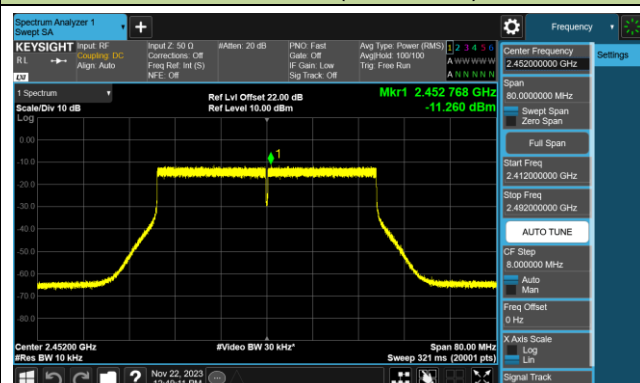 Spectrum Analyzer 1
Swept SA
Frequency
KEYSIGHT
Input: RF
Input Z: 50 Ω
#Atten: 20 dB
PNO: Fast
Avg Type: Power (RMS)
1 2 3 4 5 6
R L
Coupling: DC
Corrections: Off
Gate: Off
Avg|Hold: 100/100
A W W W W W
Align: Auto
Freq Ref: Int (S)
IF Gain: Low
Trig: Free Run
NFE: Off
Sig Track: Off
A N N N N N
LXI
Center Frequency
2.452000000 GHz
Settings
1 Spectrum
Scale/Div 10 dB
Ref Lvl Offset 22.00 dB
Ref Level 10.00 dBm
Mkr1 2.452 768 GHz
-11.260 dBm
Log
0.00
-10.0
-20.0
-30.0
-40.0
-50.0
-60.0
-70.0
-80.0
1
Center 2.45200 GHz
#Video BW 30 kHz*
Span 80.00 MHz
#Res BW 10 kHz
Sweep 321 ms (20001 pts)
Span
80.0000000 MHz
Swept Span
Zero Span
Full Span
Start Freq
2.412000000 GHz
Stop Freq
2.492000000 GHz
AUTO TUNE
CF Step
8.000000 MHz
Auto
Man
Freq Offset
0 Hz
X Axis Scale
Log
Lin
Signal Track
Nov 22, 2023